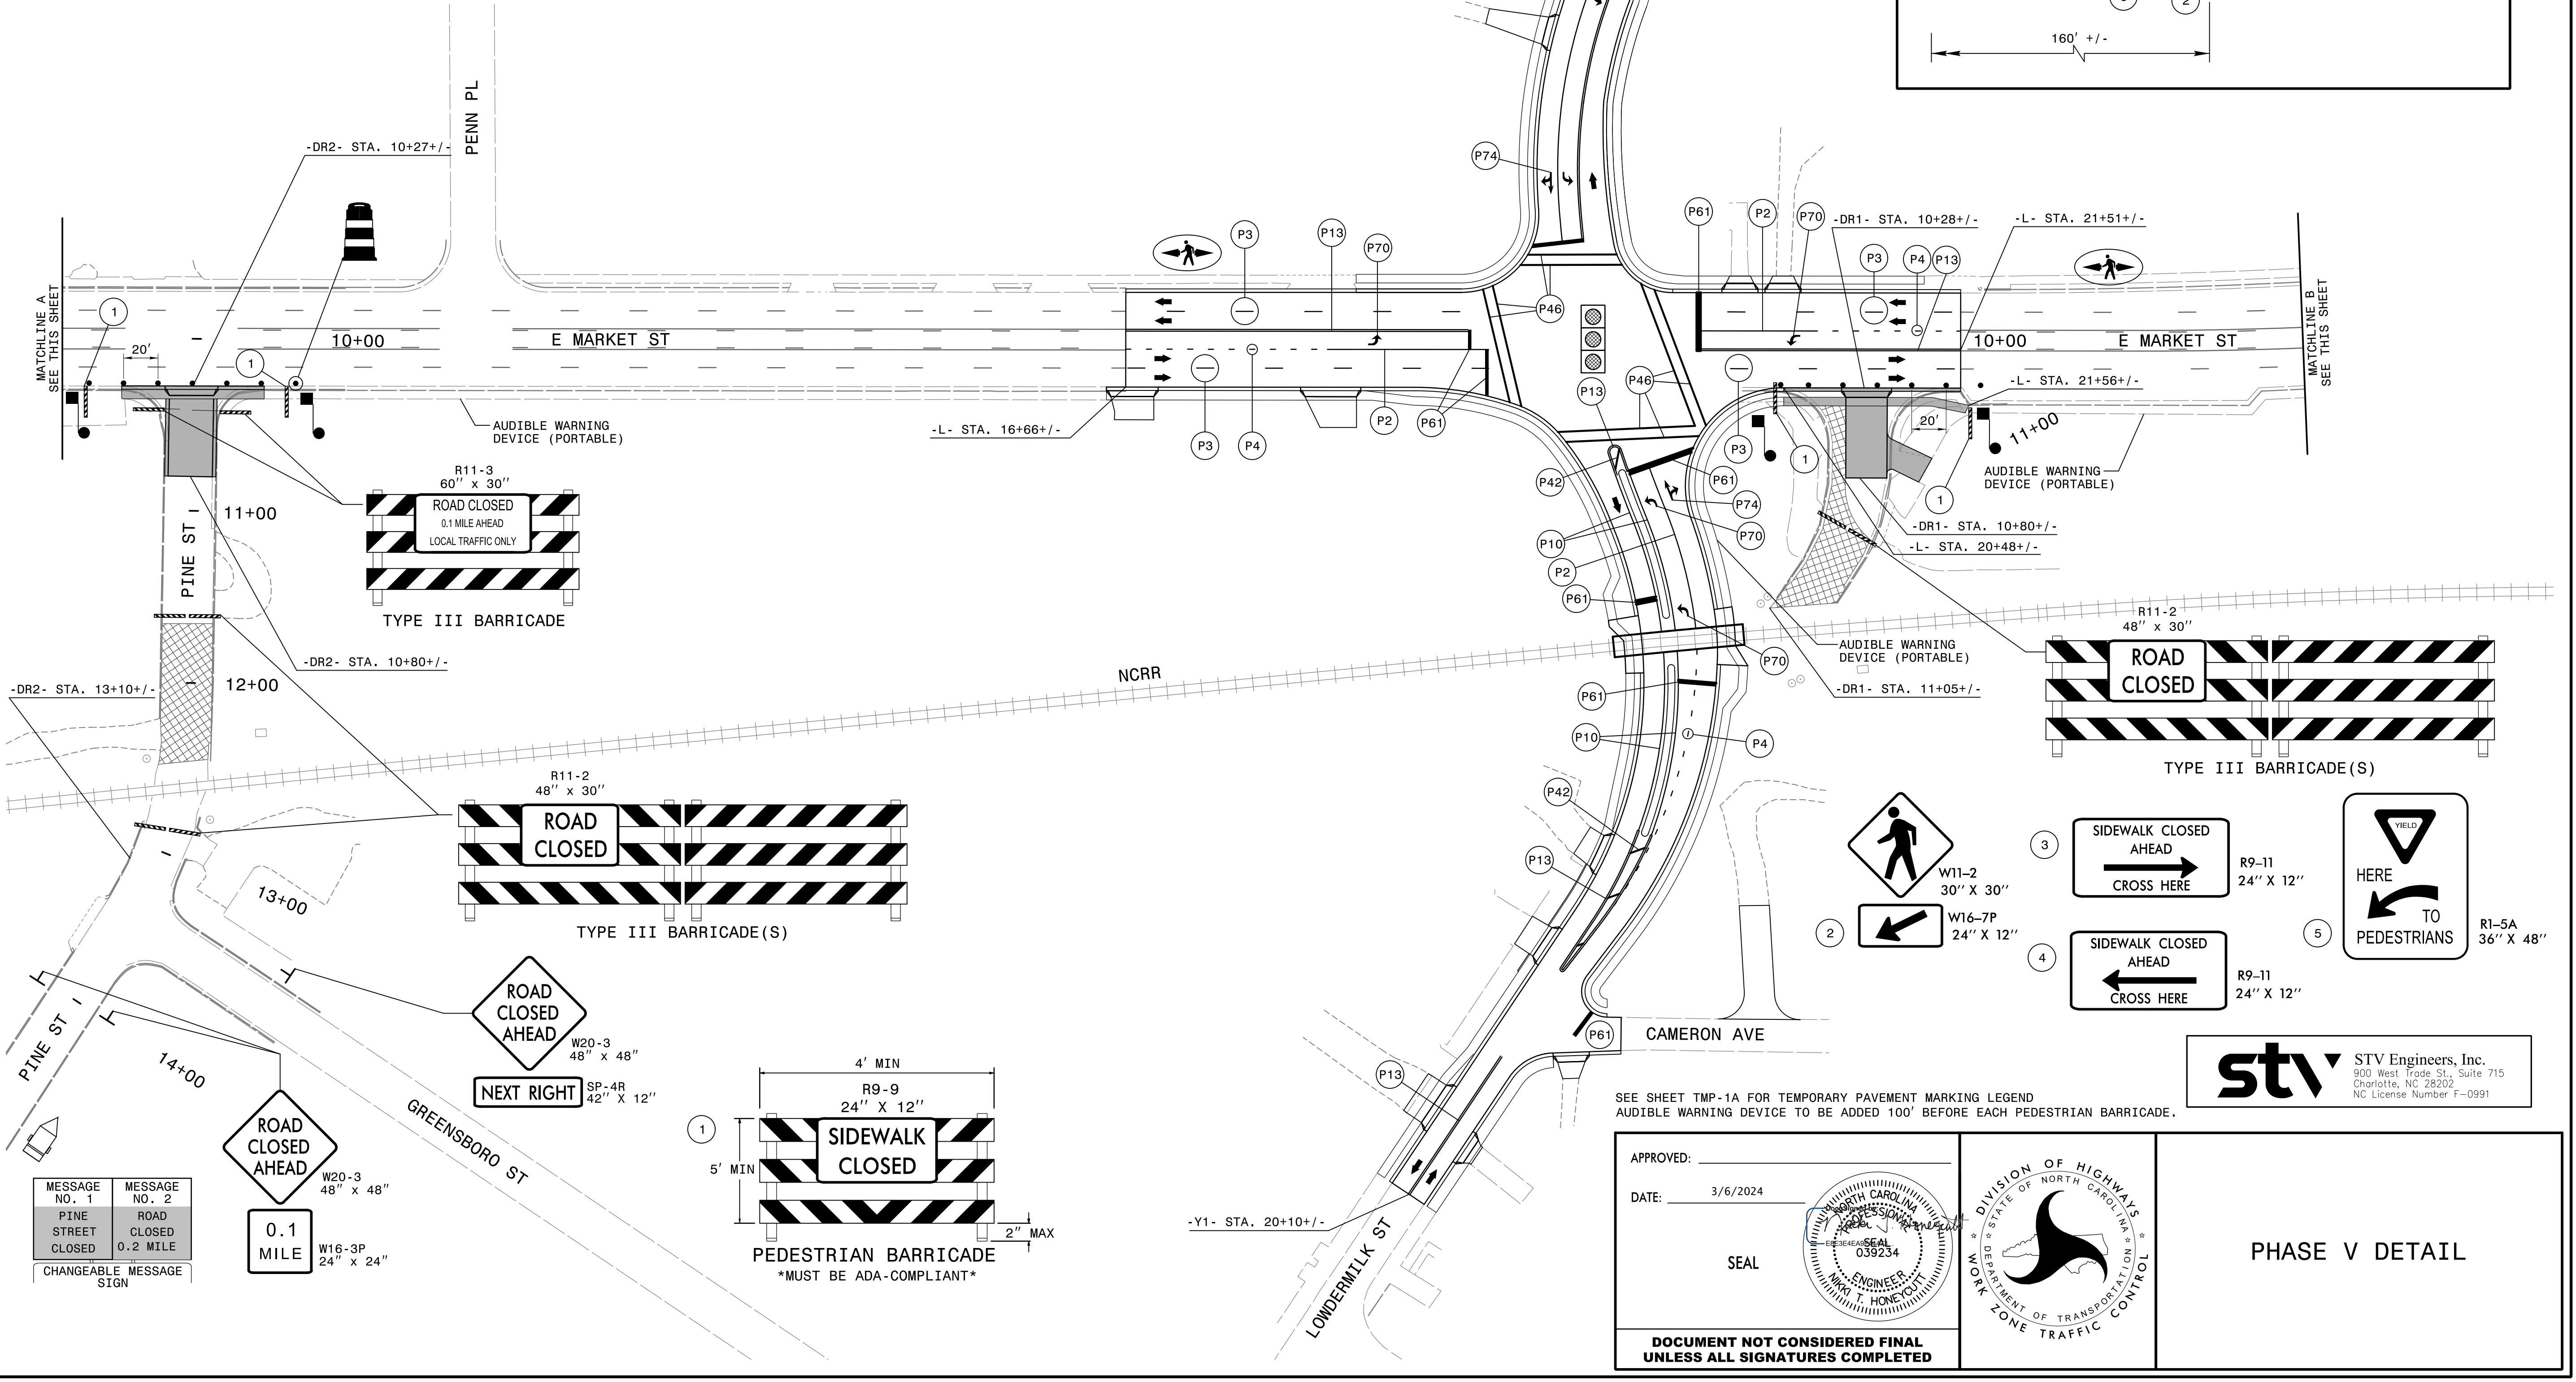 160' +/-
PENN PL
-DR2- STA. 10+27+/-
P74
P61
P2
P70
-DR1- STA. 10+28+/-
-L- STA. 21+51+/-
P3
P13
P70
P3
P4
P13
MATCHLINE A
SEE THIS SHEET
1
20'
10+00
E MARKET ST
1
P46
10+00
E MARKET ST
MATCHLINE B
SEE THIS SHEET
-L- STA. 21+56+/-
P46
P13
AUDIBLE WARNING
DEVICE (PORTABLE)
-L- STA. 16+66+/-
P3
P4
P2
P61
P3
1
20'
11+00
AUDIBLE WARNING
DEVICE (PORTABLE)
1
R11-3
60" x 30"
ROAD CLOSED
0.1 MILE AHEAD
LOCAL TRAFFIC ONLY
TYPE III BARRICADE
11+00
PINE ST
P42
P61
P74
P70
P10
P2
P61
-DR1- STA. 10+80+/-
-L- STA. 20+48+/-
-DR2- STA. 10+80+/-
-DR2- STA. 13+10+/-
12+00
NCRR
P70
AUDIBLE WARNING
DEVICE (PORTABLE)
-DR1- STA. 11+05+/-
R11-2
48" x 30"
ROAD
CLOSED
TYPE III BARRICADE(S)
P61
P10
P4
P42
P13
R11-2
48" x 30"
ROAD
CLOSED
TYPE III BARRICADE(S)
13+00
W11-2
30" X 30"
2
W16-7P
24" X 12"
3
SIDEWALK CLOSED
AHEAD
CROSS HERE
R9-11
24" X 12"
4
SIDEWALK CLOSED
AHEAD
CROSS HERE
R9-11
24" X 12"
5
YIELD
HERE
TO
PEDESTRIANS
R1-5A
36" X 48"
PINE ST
14+00
ROAD
CLOSED
AHEAD
W20-3
48" x 48"
NEXT RIGHT
SP-4R
42" X 12"
GREENSBORO ST
ROAD
CLOSED
AHEAD
W20-3
48" x 48"
0.1
MILE
W16-3P
24" x 24"
MESSAGE NO. 1
MESSAGE NO. 2
PINE
STREET
CLOSED
ROAD
CLOSED
0.2 MILE
CHANGEABLE MESSAGE
SIGN
4' MIN
R9-9
24" X 12"
1
5' MIN
SIDEWALK
CLOSED
2" MAX
PEDESTRIAN BARRICADE
*MUST BE ADA-COMPLIANT*
P61
CAMERON AVE
P13
-Y1- STA. 20+10+/-
LOWDERMILK ST
stv
STV Engineers, Inc.
900 West Trade St., Suite 715
Charlotte, NC 28202
NC License Number F-0991
SEE SHEET TMP-1A FOR TEMPORARY PAVEMENT MARKING LEGEND
AUDIBLE WARNING DEVICE TO BE ADDED 100' BEFORE EACH PEDESTRIAN BARRICADE.
APPROVED:
DATE: 3/6/2024
SEAL
NORTH CAROLINA
PROFESSIONAL
SEAL
039234
ENGINEER
NIKKI T. HONEYCUTT
DOCUMENT NOT CONSIDERED FINAL
UNLESS ALL SIGNATURES COMPLETED
DIVISION OF HIGHWAYS
WORK ZONE TRAFFIC CONTROL
STATE OF NORTH CAROLINA
DEPARTMENT OF TRANSPORTATION
PHASE V DETAIL